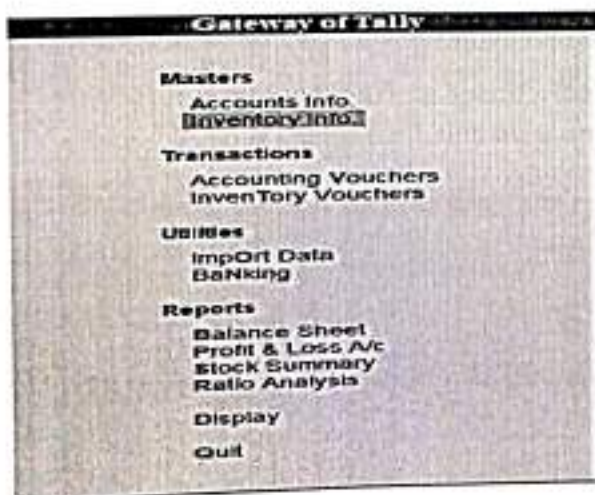 Gateway of Tally
Masters
Accounts Info.
Inventory Info.
Transactions
Accounting Vouchers
InvenTory Vouchers
Utilities
ImpOrt Data
BaNking
Reports
Balance Sheet
Profit & Loss A/c
Stock Summary
Ratio Analysis
Display
Quit